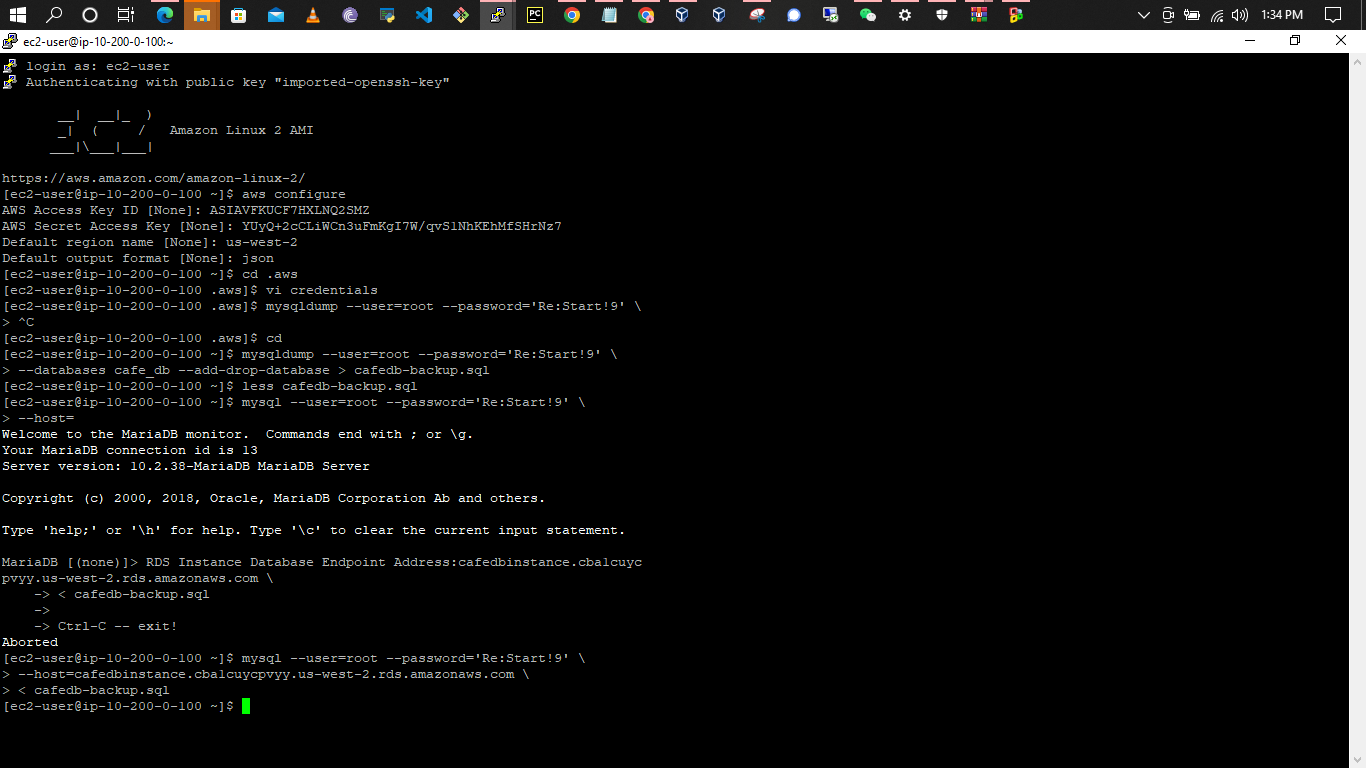 1:34 PM
ec2-user@ip-10-200-0-100:~
login as: ec2-user
Authenticating with public key "imported-openssh-key"
       __|  __|_  )
       _|  (     /   Amazon Linux 2 AMI
      ___|\___|___|
https://aws.amazon.com/amazon-linux-2/
[ec2-user@ip-10-200-0-100 ~]$ aws configure
AWS Access Key ID [None]: ASIAVFKUCF7HXLNQ2SMZ
AWS Secret Access Key [None]: YUyQ+2cCLiWCn3uFmKgI7W/qvSlNhKEhMfSHrNz7
Default region name [None]: us-west-2
Default output format [None]: json
[ec2-user@ip-10-200-0-100 ~]$ cd .aws
[ec2-user@ip-10-200-0-100 .aws]$ vi credentials
[ec2-user@ip-10-200-0-100 .aws]$ mysqldump --user=root --password='Re:Start!9' \
> ^C
[ec2-user@ip-10-200-0-100 .aws]$ cd
[ec2-user@ip-10-200-0-100 ~]$ mysqldump --user=root --password='Re:Start!9' \
> --databases cafe_db --add-drop-database > cafedb-backup.sql
[ec2-user@ip-10-200-0-100 ~]$ less cafedb-backup.sql
[ec2-user@ip-10-200-0-100 ~]$ mysql --user=root --password='Re:Start!9' \
> --host=
Welcome to the MariaDB monitor.  Commands end with ; or \g.
Your MariaDB connection id is 13
Server version: 10.2.38-MariaDB MariaDB Server
Copyright (c) 2000, 2018, Oracle, MariaDB Corporation Ab and others.
Type 'help;' or '\h' for help. Type '\c' to clear the current input statement.
MariaDB [(none)]> RDS Instance Database Endpoint Address:cafedbinstance.cba1cuyc
pvyy.us-west-2.rds.amazonaws.com \
    -> < cafedb-backup.sql
    ->
    -> Ctrl-C -- exit!
Aborted
[ec2-user@ip-10-200-0-100 ~]$ mysql --user=root --password='Re:Start!9' \
> --host=cafedbinstance.cba1cuycpvyy.us-west-2.rds.amazonaws.com \
> < cafedb-backup.sql
[ec2-user@ip-10-200-0-100 ~]$